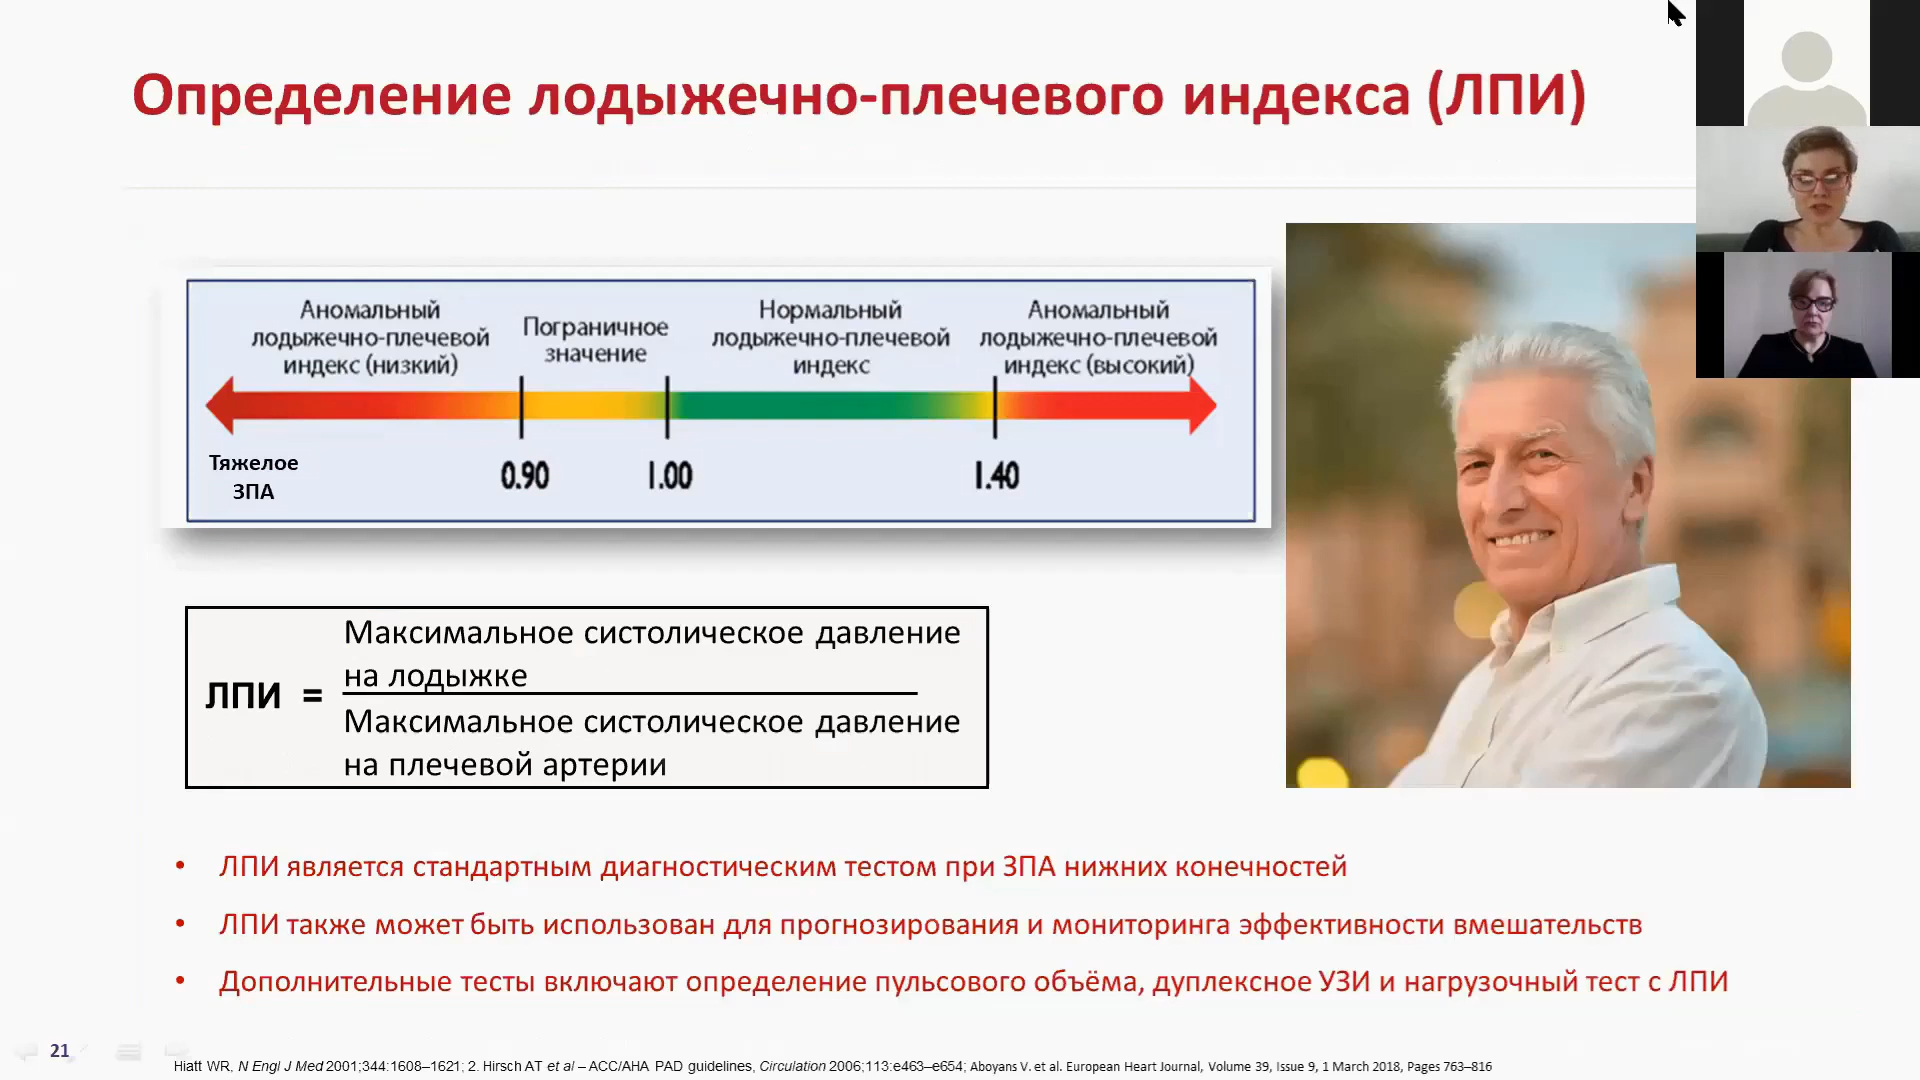 Определение лодыжечно-плечевого индекса (ЛПИ)
Аномальный
лодыжечно-плечевой
индекс (низкий)
Пограничное
значение
Нормальный
лодыжечно-плечевой
индекс
Аномальный
лодыжечно-плечевой
индекс (высокий)
Тяжелое
ЗПА
0.90
1.00
1.40
ЛПИ =
Максимальное систолическое давление
на лодыжке
Максимальное систолическое давление
на плечевой артерии
• ЛПИ является стандартным диагностическим тестом при ЗПА нижних конечностей
• ЛПИ также может быть использован для прогнозирования и мониторинга эффективности вмешательств
• Дополнительные тесты включают определение пульсового объёма, дуплексное УЗИ и нагрузочный тест с ЛПИ
21
Hiatt WR, N Engl J Med 2001;344:1608–1621; 2. Hirsch AT et al – ACC/AHA PAD guidelines, Circulation 2006;113:e463–e654; Aboyans V. et al. European Heart Journal, Volume 39, Issue 9, 1 March 2018, Pages 763–816